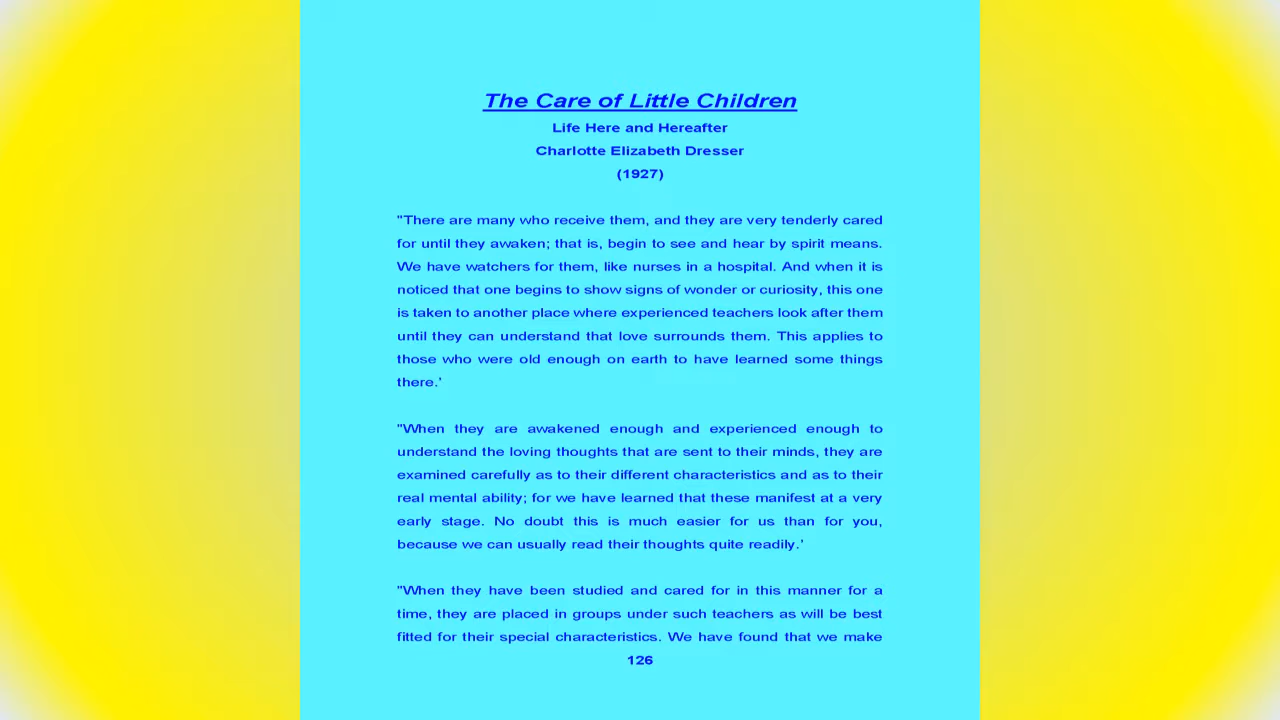 The Care of Little Children
Life Here and Hereafter
Charlotte Elizabeth Dresser
(1927)
"There are many who receive them, and they are very tenderly cared
for until they awaken; that is, begin to see and hear by spirit means.
We have watchers for them, like nurses in a hospital. And when it is
noticed that one begins to show signs of wonder or curiosity, this one
is taken to another place where experienced teachers look after them
until they can understand that love surrounds them. This applies to
those who were old enough on earth to have learned some things
there.'
"When they are awakened enough and experienced enough to
understand the loving thoughts that are sent to their minds, they are
examined carefully as to their different characteristics and as to their
real mental ability; for we have learned that these manifest at a very
early stage. No doubt this is much easier for us than for you,
because we can usually read their thoughts quite readily.'
"When they have been studied and cared for in this manner for a
time, they are placed in groups under such teachers as will be best
fitted for their special characteristics. We have found that we make
126